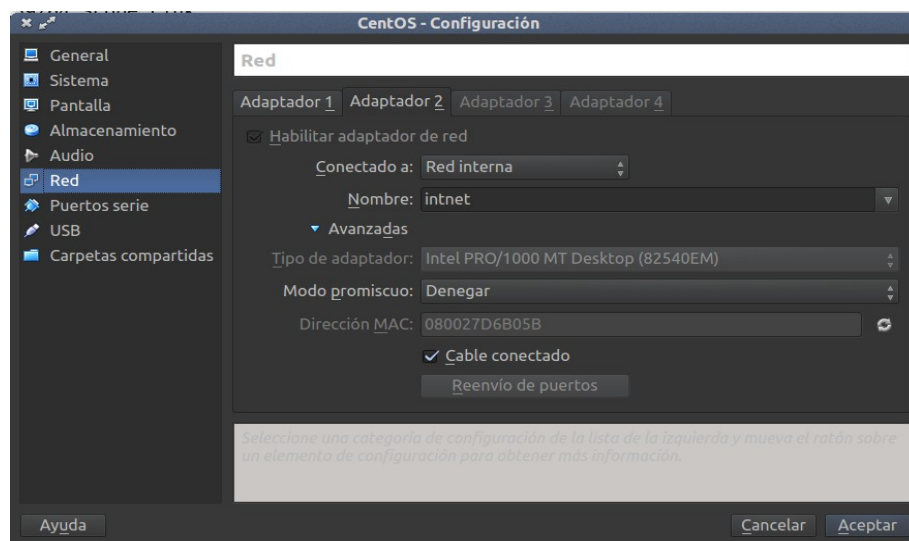 CentOS - Configuración
General
Sistema
Pantalla
Almacenamiento
Audio
Red
Puertos serie
USB
Carpetas compartidas
Red
Adaptador 1 Adaptador 2 Adaptador 3 Adaptador 4
Habilitar adaptador de red
Conectado a: Red interna
Nombre: intnet
Avanzadas
Tipo de adaptador: Intel PRO/1000 MT Desktop (82540EM)
Modo promiscuo: Denegar
Dirección MAC: 080027D6B05B
Cable conectado
Reenvío de puertos
Seleccione una categoría de configuración de la lista de la izquierda y mueva el ratón sobre
un elemento de configuración para obtener más información.
Ayuda Cancelar Aceptar